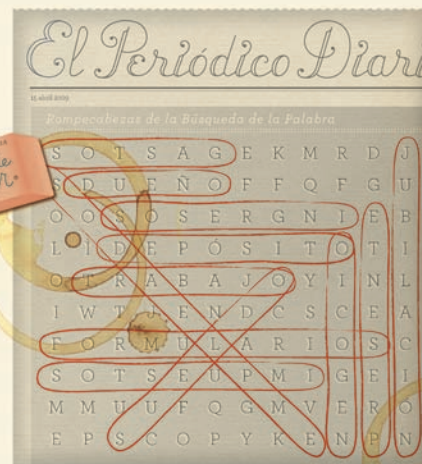 El Periódico Diari
Rompecabezas de la Búsqueda de la Palabra
S O T S A G E K M R D J
S D U E Ñ O F F Q F G U
O O S O S E R G N I E B
L I D E P Ó S I T O T I
O T R A B A J O Y I N L
I W T J E N D C S C E A
F O R M U L A R I O S C
S O T S E U P M I G E I
M M U U F Q G M V E R O
E P S C O P Y K E N P N